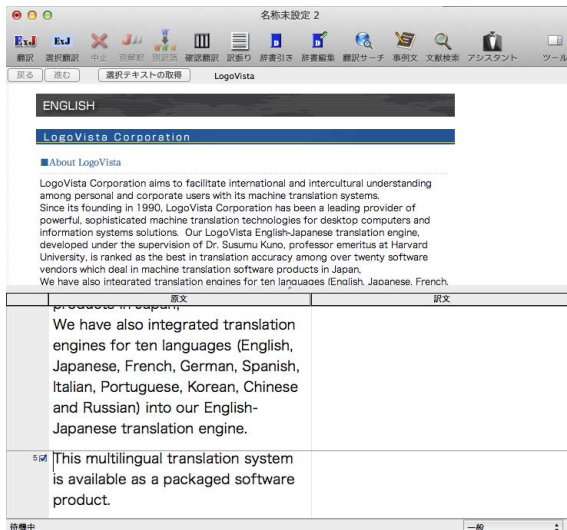 名称未設定 2
翻訳 選択翻訳 中止 別解釈 別訳語 確認翻訳 訳振り 辞書引き 辞書編集 翻訳サーチ 事例文 文献検索 アシスタント ツール
戻る 進む 選択テキストの取得 LogoVista
ENGLISH
LogoVista Corporation
■About LogoVista
LogoVista Corporation aims to facilitate international and intercultural understanding
among personal and corporate users with its machine translation systems.
Since its founding in 1990, LogoVista Corporation has been a leading provider of
powerful, sophisticated machine translation technologies for desktop computers and
information systems solutions. Our LogoVista English-Japanese translation engine,
developed under the supervision of Dr. Susumu Kuno, professor emeritus at Harvard
University, is ranked as the best in translation accuracy among over twenty software
vendors which deal in machine translation software products in Japan,
We have also integrated translation engines for ten languages (English, Japanese, French,
原文 訳文
products in Japan,
We have also integrated translation
engines for ten languages (English,
Japanese, French, German, Spanish,
Italian, Portuguese, Korean, Chinese
and Russian) into our English-
Japanese translation engine.
5 This multilingual translation system
is available as a packaged software
product.
待機中 一般